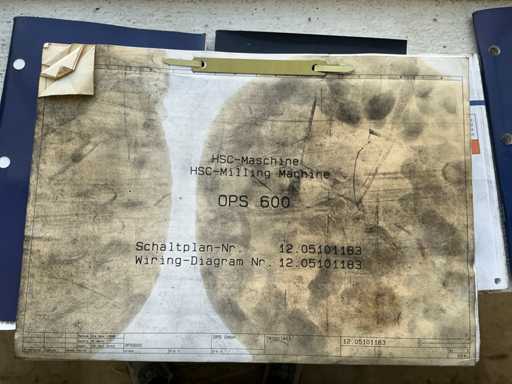 HSC-Maschine
HSC-Milling Machine
OPS 600
Schaltplan-Nr. 12.05101183
Wiring-Diagram Nr. 12.05101183
12.05101183